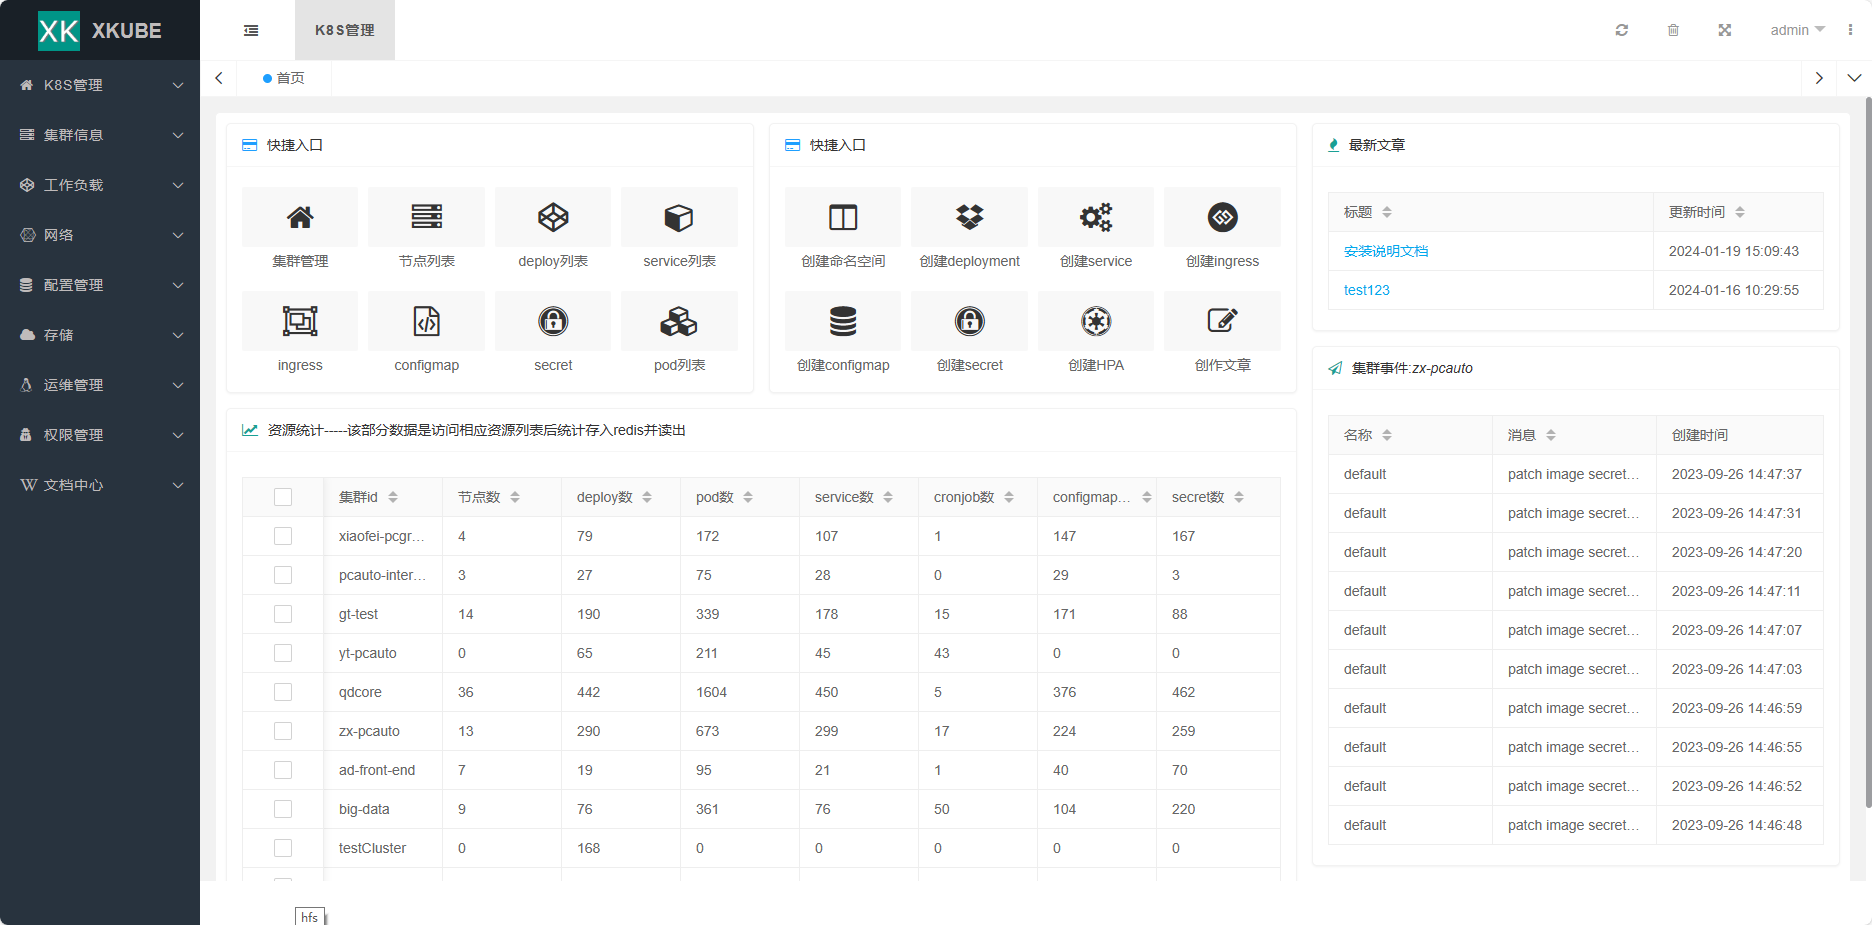 XK XKUBE
K8S管理
admin
首页
K8S管理
集群信息
工作负载
网络
配置管理
存储
运维管理
权限管理
文档中心
快捷入口
集群管理 节点列表 deploy列表 service列表
ingress configmap secret pod列表
快捷入口
创建命名空间 创建deployment 创建service 创建ingress
创建configmap 创建secret 创建HPA 创作文章
最新文章
标题 更新时间
安装说明文档 2024-01-19 15:09:43
test123 2024-01-16 10:29:55
资源统计-----该部分数据是访问相应资源列表后统计存入redis并读出
集群id 节点数 deploy数 pod数 service数 cronjob数 configmap... secret数
xiaofei-pcgr... 4 79 172 107 1 147 167
pcauto-inter... 3 27 75 28 0 29 3
gt-test 14 190 339 178 15 171 88
yt-pcauto 0 65 211 45 43 0 0
qdcore 36 442 1604 450 5 376 462
zx-pcauto 13 290 673 299 17 224 259
ad-front-end 7 19 95 21 1 40 70
big-data 9 76 361 76 50 104 220
testCluster 0 168 0 0 0 0 0
集群事件:zx-pcauto
名称 消息 创建时间
default patch image secret... 2023-09-26 14:47:37
default patch image secret... 2023-09-26 14:47:31
default patch image secret... 2023-09-26 14:47:20
default patch image secret... 2023-09-26 14:47:11
default patch image secret... 2023-09-26 14:47:07
default patch image secret... 2023-09-26 14:47:03
default patch image secret... 2023-09-26 14:46:59
default patch image secret... 2023-09-26 14:46:55
default patch image secret... 2023-09-26 14:46:52
default patch image secret... 2023-09-26 14:46:48
hfs